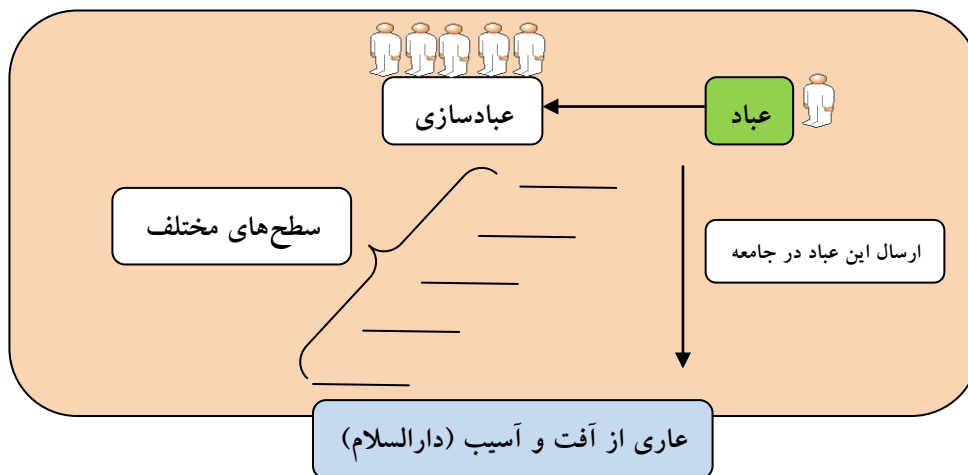 عباد
عبادسازی
سطح‌های مختلف
ارسال این عباد در جامعه
عاری از آفت و آسیب (دارالسلام)